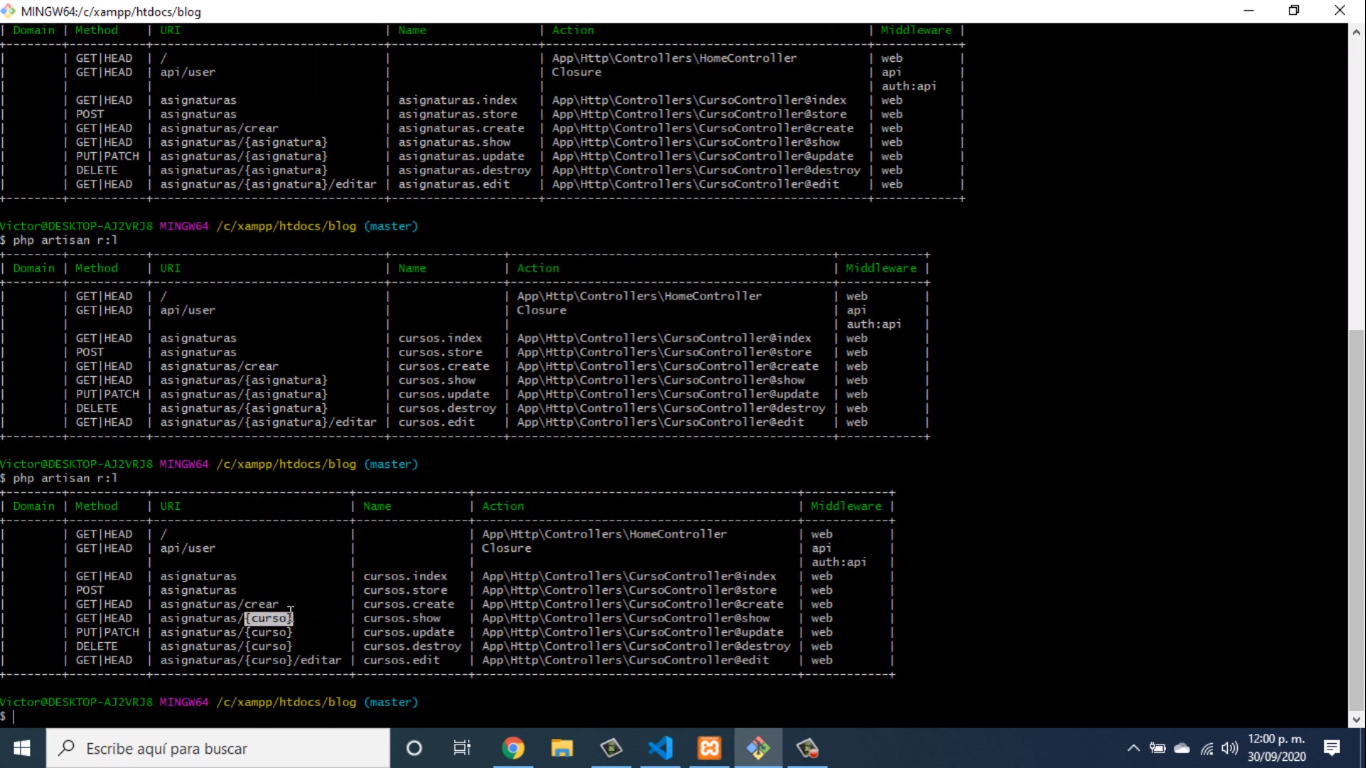 MINGW64:/c/xampp/htdocs/blog
| Domain | Method | URI | Name | Action | Middleware |
| | GET|HEAD | / | | App\Http\Controllers\HomeController | web |
| | GET|HEAD | api/user | | Closure | api |
| | | | | | auth:api |
| | GET|HEAD | asignaturas | asignaturas.index | App\Http\Controllers\CursoController@index | web |
| | POST | asignaturas | asignaturas.store | App\Http\Controllers\CursoController@store | web |
| | GET|HEAD | asignaturas/crear | asignaturas.create | App\Http\Controllers\CursoController@create | web |
| | GET|HEAD | asignaturas/{asignatura} | asignaturas.show | App\Http\Controllers\CursoController@show | web |
| | PUT|PATCH | asignaturas/{asignatura} | asignaturas.update | App\Http\Controllers\CursoController@update | web |
| | DELETE | asignaturas/{asignatura} | asignaturas.destroy | App\Http\Controllers\CursoController@destroy | web |
| | GET|HEAD | asignaturas/{asignatura}/editar | asignaturas.edit | App\Http\Controllers\CursoController@edit | web |
Victor@DESKTOP-AJ2VRJ8 MINGW64 /c/xampp/htdocs/blog (master)
$ php artisan r:l
| Domain | Method | URI | Name | Action | Middleware |
| | GET|HEAD | / | | App\Http\Controllers\HomeController | web |
| | GET|HEAD | api/user | | Closure | api |
| | | | | | auth:api |
| | GET|HEAD | asignaturas | cursos.index | App\Http\Controllers\CursoController@index | web |
| | POST | asignaturas | cursos.store | App\Http\Controllers\CursoController@store | web |
| | GET|HEAD | asignaturas/crear | cursos.create | App\Http\Controllers\CursoController@create | web |
| | GET|HEAD | asignaturas/{asignatura} | cursos.show | App\Http\Controllers\CursoController@show | web |
| | PUT|PATCH | asignaturas/{asignatura} | cursos.update | App\Http\Controllers\CursoController@update | web |
| | DELETE | asignaturas/{asignatura} | cursos.destroy | App\Http\Controllers\CursoController@destroy | web |
| | GET|HEAD | asignaturas/{asignatura}/editar | cursos.edit | App\Http\Controllers\CursoController@edit | web |
Victor@DESKTOP-AJ2VRJ8 MINGW64 /c/xampp/htdocs/blog (master)
$ php artisan r:l
| Domain | Method | URI | Name | Action | Middleware |
| | GET|HEAD | / | | App\Http\Controllers\HomeController | web |
| | GET|HEAD | api/user | | Closure | api |
| | | | | | auth:api |
| | GET|HEAD | asignaturas | cursos.index | App\Http\Controllers\CursoController@index | web |
| | POST | asignaturas | cursos.store | App\Http\Controllers\CursoController@store | web |
| | GET|HEAD | asignaturas/crear | cursos.create | App\Http\Controllers\CursoController@create | web |
| | GET|HEAD | asignaturas/{curso} | cursos.show | App\Http\Controllers\CursoController@show | web |
| | PUT|PATCH | asignaturas/{curso} | cursos.update | App\Http\Controllers\CursoController@update | web |
| | DELETE | asignaturas/{curso} | cursos.destroy | App\Http\Controllers\CursoController@destroy | web |
| | GET|HEAD | asignaturas/{curso}/editar | cursos.edit | App\Http\Controllers\CursoController@edit | web |
Victor@DESKTOP-AJ2VRJ8 MINGW64 /c/xampp/htdocs/blog (master)
$
Escribe aquí para buscar
12:00 p. m.
30/09/2020